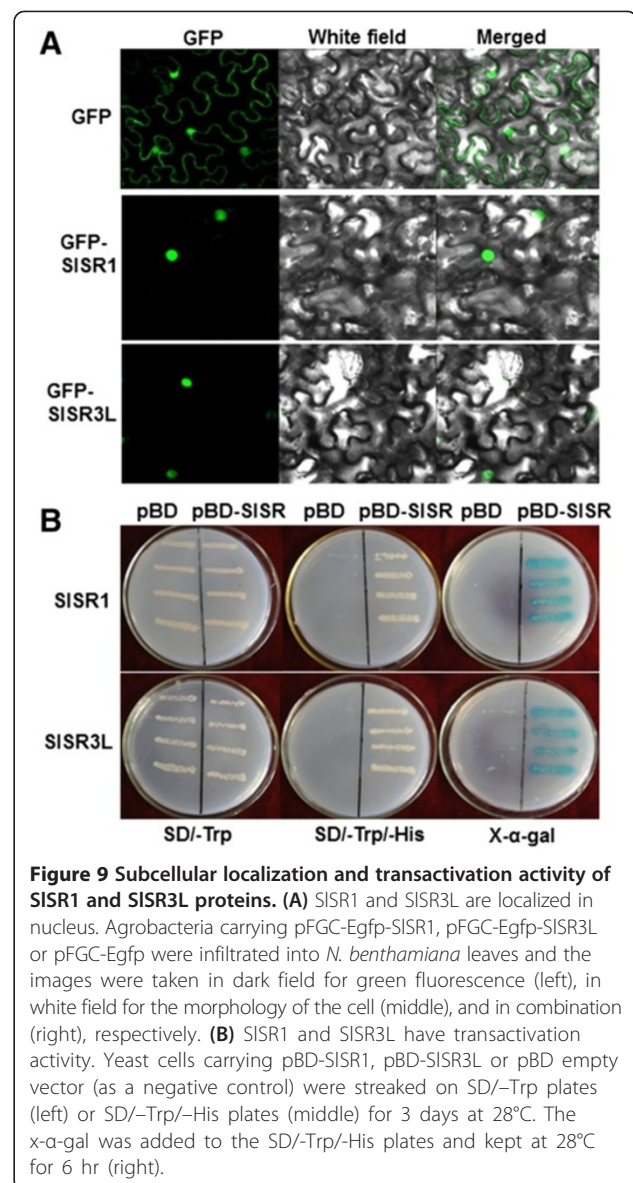 A
GFP White field Merged
GFP
GFP-
SlSR1
GFP-
SlSR3L
B
pBD pBD-SlSR pBD pBD-SlSR pBD pBD-SlSR
SlSR1
SlSR3L
SD/-Trp SD/-Trp/-His X-α-gal
Figure 9 Subcellular localization and transactivation activity of
SlSR1 and SlSR3L proteins. (A) SlSR1 and SlSR3L are localized in
nucleus. Agrobacteria carrying pFGC-Egfp-SlSR1, pFGC-Egfp-SlSR3L
or pFGC-Egfp were infiltrated into N. benthamiana leaves and the
images were taken in dark field for green fluorescence (left), in
white field for the morphology of the cell (middle), and in combination
(right), respectively. (B) SlSR1 and SlSR3L have transactivation
activity. Yeast cells carrying pBD-SlSR1, pBD-SlSR3L or pBD empty
vector (as a negative control) were streaked on SD/–Trp plates
(left) or SD/–Trp/–His plates (middle) for 3 days at 28°C. The
x-α-gal was added to the SD/-Trp/-His plates and kept at 28°C
for 6 hr (right).